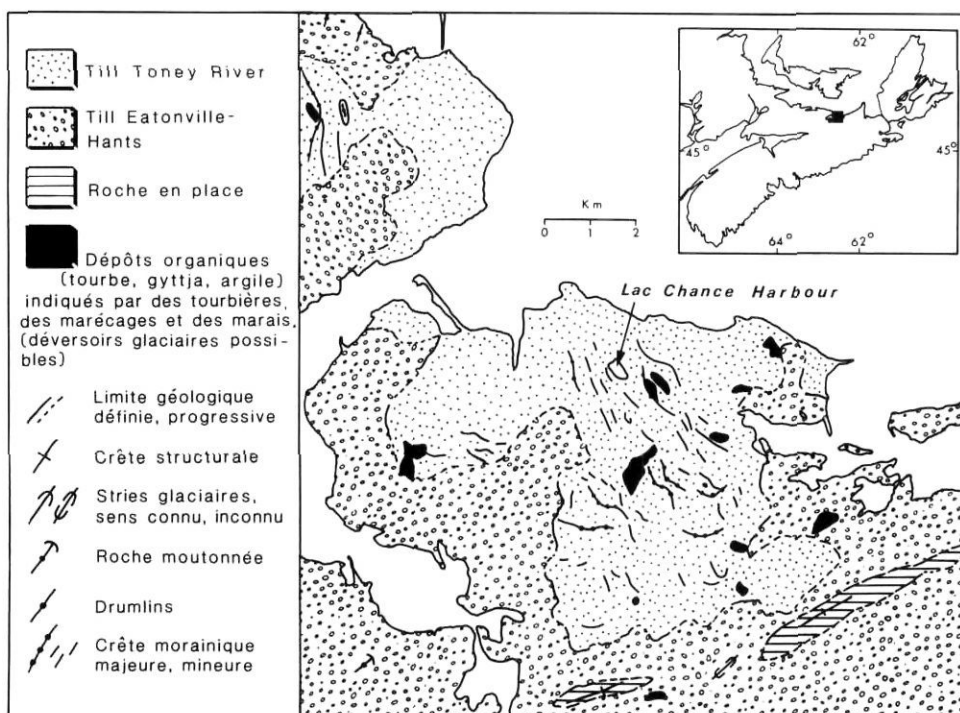 Till Toney River
Till Eatonville-
Hants
Roche en place
Dépôts organiques
(tourbe, gyttja, argile)
indiqués par des tourbières,
des marécages et des marais,
(déversoirs glaciaires possi-
bles)
Limite géologique
définie, progressive
Crête structurale
Stries glaciaires,
sens connu, inconnu
Roche moutonnée
Drumlins
Crête morainique
majeure, mineure
Km
0 1 2
Lac Chance Harbour
62°
45°
45°
64° 62°